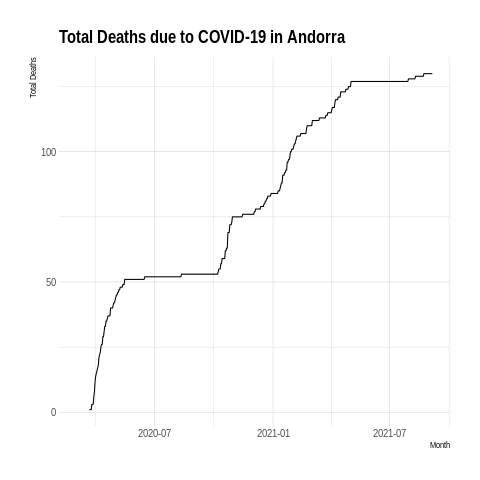 Total Deaths due to COVID-19 in Andorra
Total Deaths
100
50
0
2020-07 2021-01 2021-07
Month